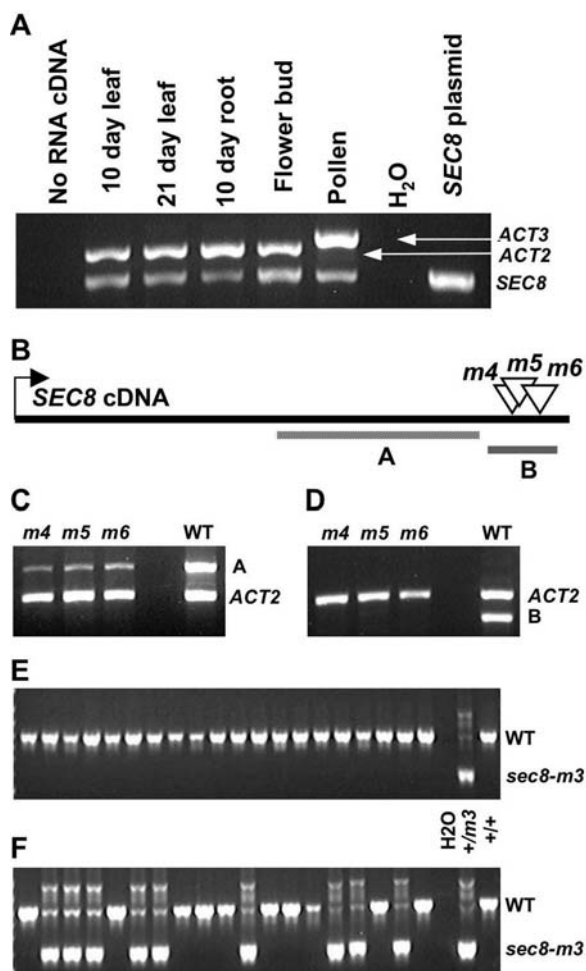 A
No RNA cDNA
10 day leaf
21 day leaf
10 day root
Flower bud
Pollen
H2O
SEC8 plasmid
ACT3
ACT2
SEC8
B
m4 m5 m6
SEC8 cDNA
A
B
C
m4 m5 m6 WT
A
ACT2
D
m4 m5 m6 WT
ACT2
B
E
WT
sec8-m3
H2O
+/m3
+/+
F
WT
sec8-m3